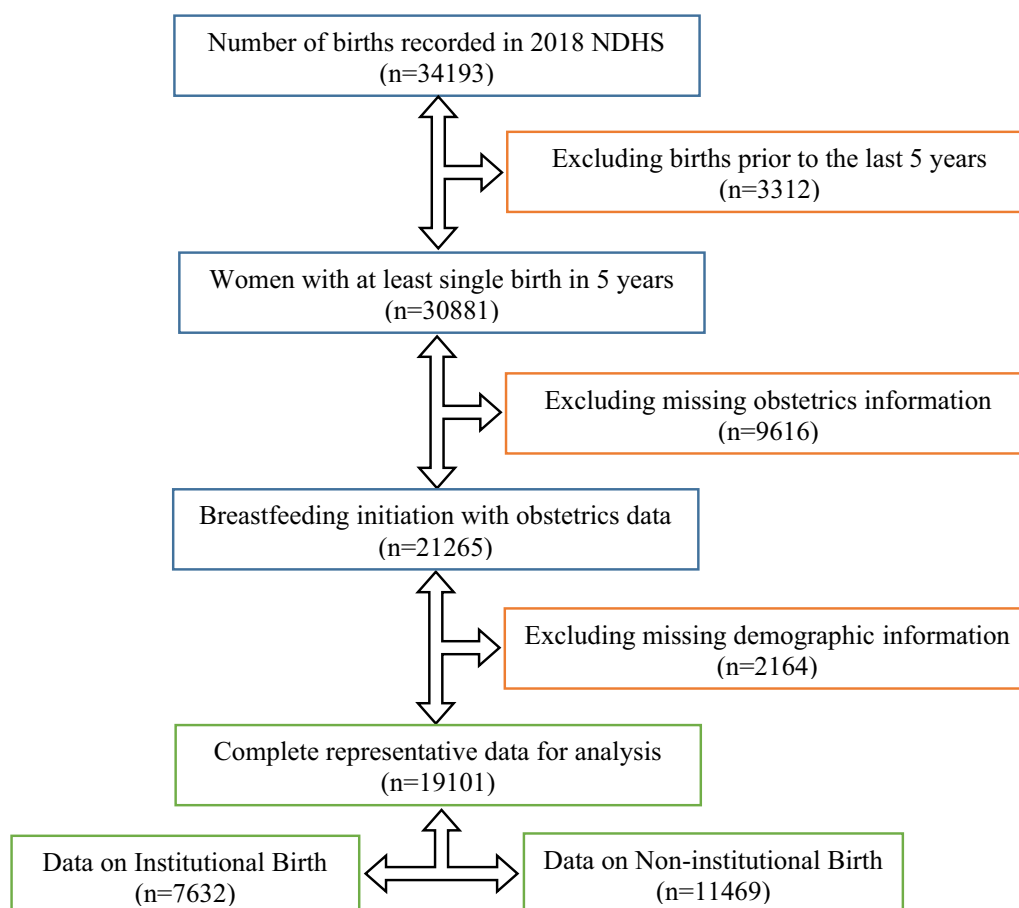 Number of births recorded in 2018 NDHS
(n=34193)
Excluding births prior to the last 5 years
(n=3312)
Women with at least single birth in 5 years
(n=30881)
Excluding missing obstetrics information
(n=9616)
Breastfeeding initiation with obstetrics data
(n=21265)
Excluding missing demographic information
(n=2164)
Complete representative data for analysis
(n=19101)
Data on Institutional Birth
(n=7632)
Data on Non-institutional Birth
(n=11469)